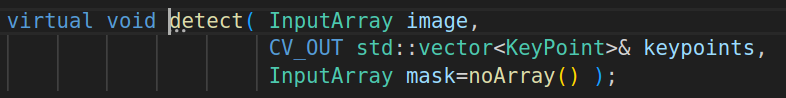 virtual void detect( InputArray image,
CV_OUT std::vector<KeyPoint>& keypoints,
InputArray mask=noArray() );